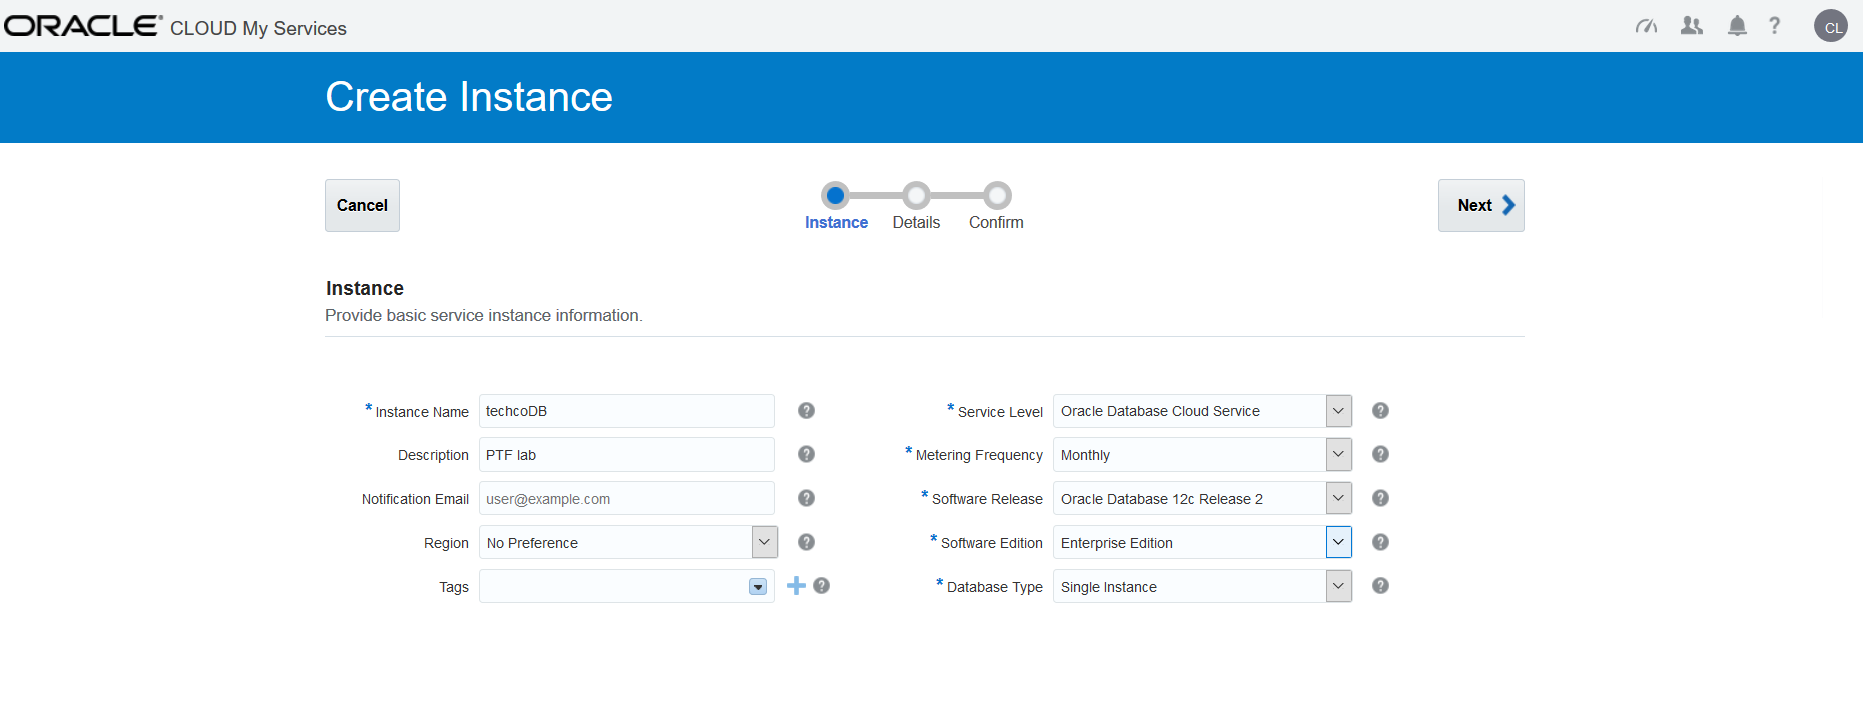 ORACLE® CLOUD My Services
? CL
Create Instance
Cancel
Instance Details Confirm
Next
Instance
Provide basic service instance information.
* Instance Name techcoDB ?
Description PTF lab ?
Notification Email user@example.com ?
Region No Preference ?
Tags ?
* Service Level Oracle Database Cloud Service ?
* Metering Frequency Monthly ?
* Software Release Oracle Database 12c Release 2 ?
* Software Edition Enterprise Edition ?
* Database Type Single Instance ?